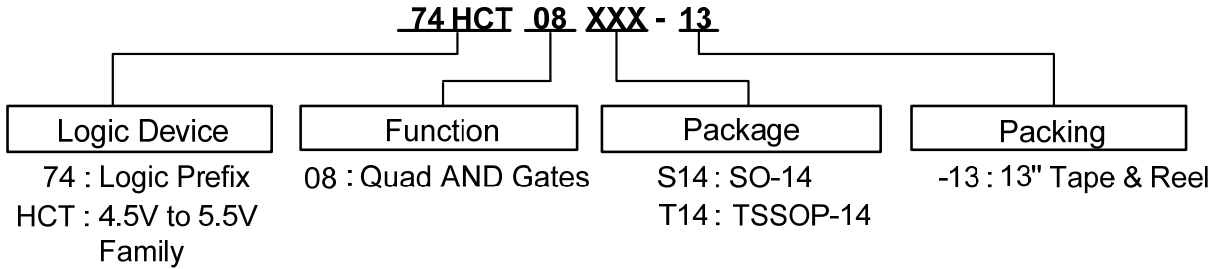 74 HCT 08 XXX - 13
Logic Device
Function
Package
Packing
74 : Logic Prefix
HCT : 4.5V to 5.5V
Family
08 : Quad AND Gates
S14 : SO-14
T14 : TSSOP-14
-13 : 13" Tape & Reel